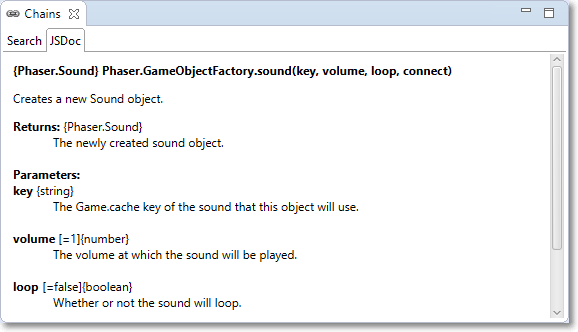 Chains
Search JSDoc
{Phaser.Sound} Phaser.GameObjectFactory.sound(key, volume, loop, connect)
Creates a new Sound object.
Returns: {Phaser.Sound}
The newly created sound object.
Parameters:
key {string}
The Game.cache key of the sound that this object will use.
volume [=1]{number}
The volume at which the sound will be played.
loop [=false]{boolean}
Whether or not the sound will loop.